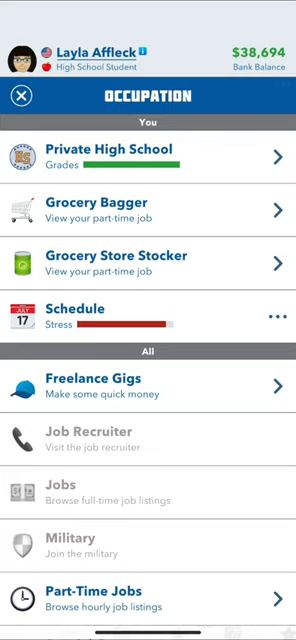 Layla Affleck
$38,694
High School Student
Bank Balance
OCCUPATION
You
HS
Private High School
Grades
Grocery Bagger
View your part-time job
Grocery Store Stocker
View your part-time job
JULY
17
Schedule
Stress
All
Freelance Gigs
Make some quick money
Job Recruiter
Visit the job recruiter
Jobs
Browse full-time job listings
Military
Join the military
Part-Time Jobs
Browse hourly job listings